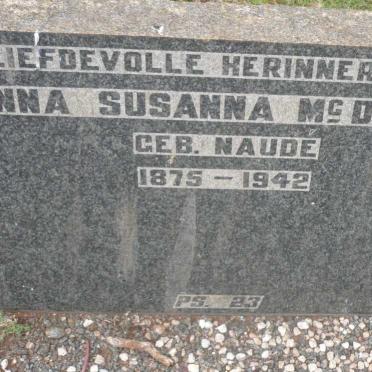 LIEFDEVOLLE HERINNER
NNA SUSANNA McD
GEB. NAUDE
1875 – 1942
PS. 23